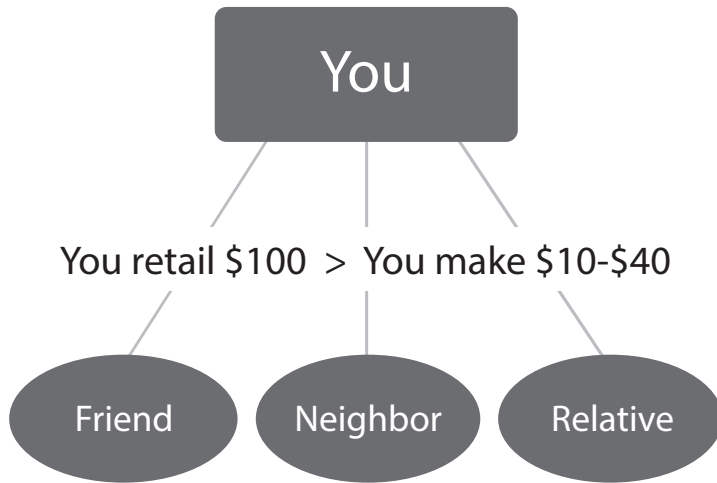 You
You retail $100 > You make $10-$40
Friend
Neighbor
Relative